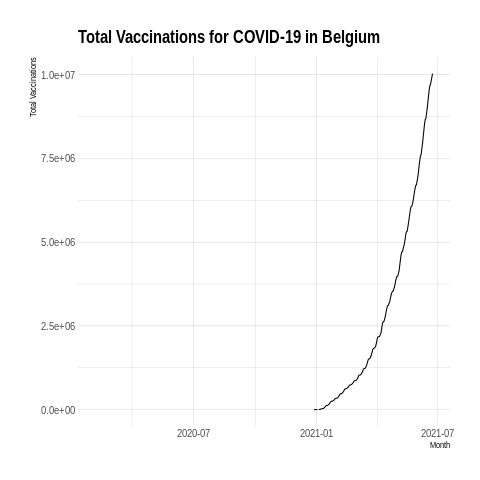 Total Vaccinations for COVID-19 in Belgium
Total Vaccinations
1.0e+07
7.5e+06
5.0e+06
2.5e+06
0.0e+00
2020-07
2021-01
2021-07
Month